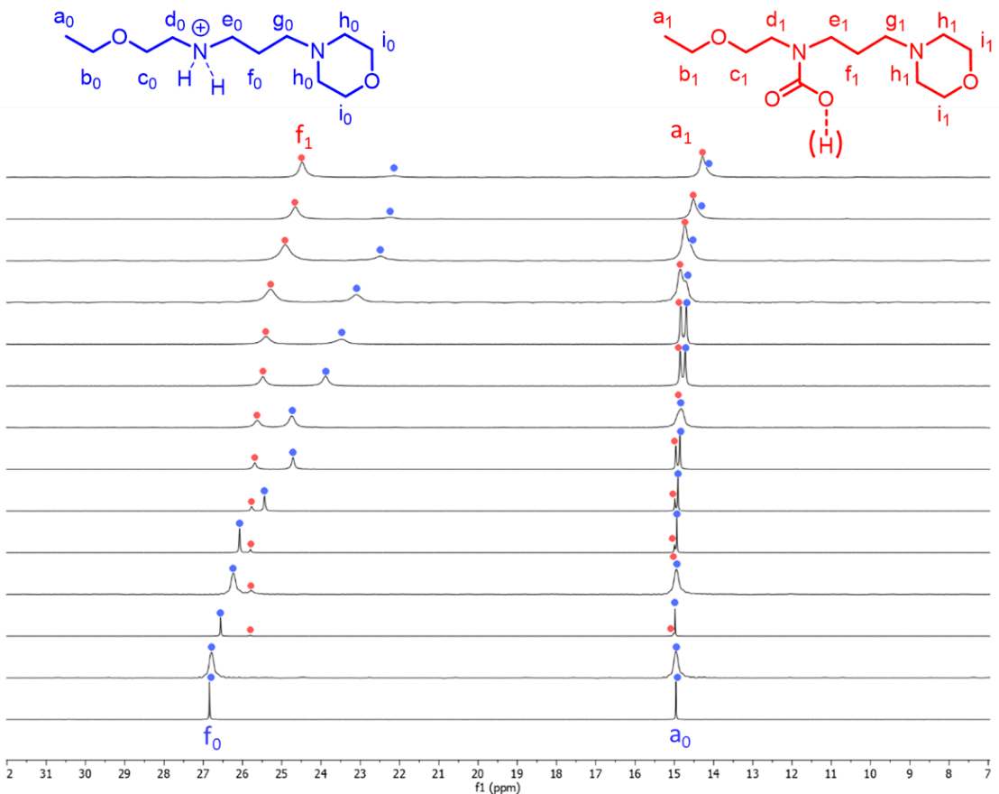 a₀ d₀ ⊕ e₀ g₀ h₀ i₀
O N N
b₀ c₀ H H f₀ h₀ O
i₀
a₁ d₁ e₁ g₁ h₁ i₁
O N N
b₁ c₁ f₁ h₁ O
O O i₁
(H)
f₁ a₁
f₀ a₀
2 31 30 29 28 27 26 25 24 23 22 21 20 19 18 17 16 15 14 13 12 11 10 9 8 7
f1 (ppm)